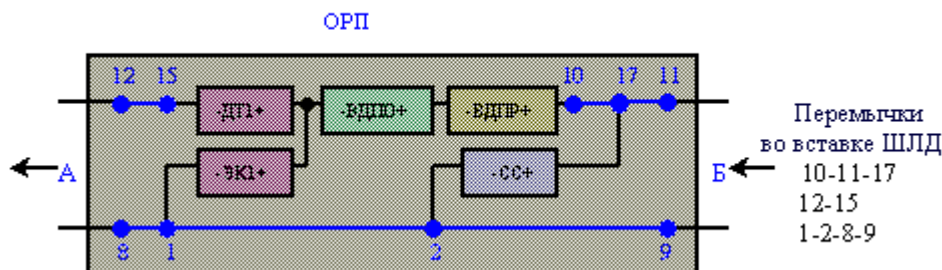 ОРП
12 15 10 17 11
-ДП1+ -ВДПО+ -ВДПР+
-ЭК1+ -СС+
А Б
8 1 2 9
Перемычки
во вставке ШЛД
10-11-17
12-15
1-2-8-9